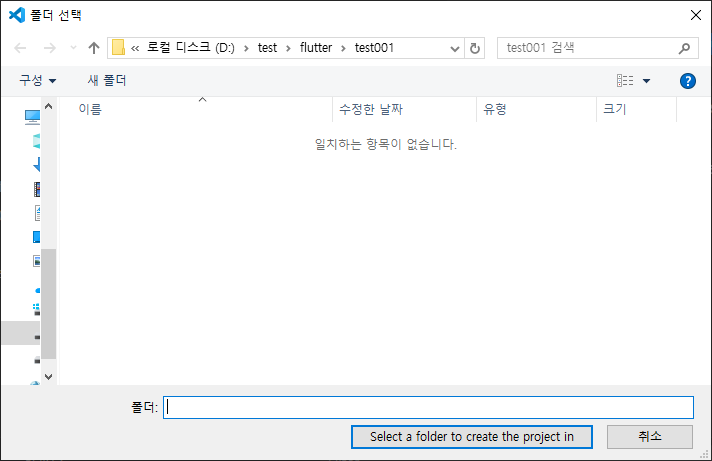 폴더 선택
« 로컬 디스크 (D:) › test › flutter › test001
test001 검색
구성
새 폴더
?
이름 수정한 날짜 유형 크기
일치하는 항목이 없습니다.
폴더:
Select a folder to create the project in
취소